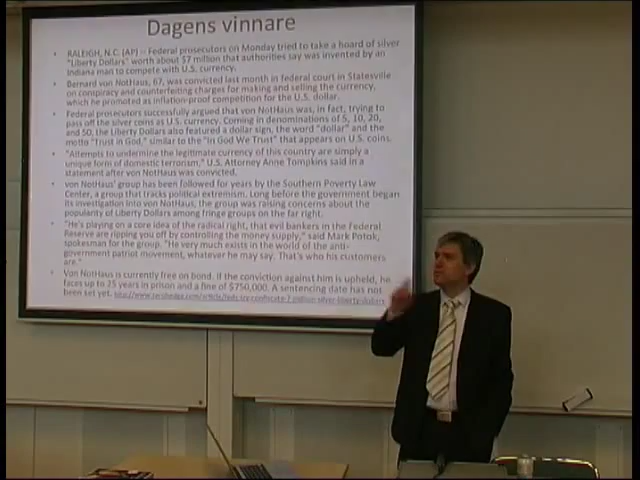 Dagens vinnare
RALEIGH, N.C. (AP) -- Federal prosecutors on Monday tried to take a hoard of silver
"Liberty Dollars" worth about $7 million that authorities say was invented by an
Indiana man to compete with U.S. currency.
Bernard von NotHaus, 67, was convicted last month in federal court in Statesville
on conspiracy and counterfeiting charges for making and selling the currency,
which he promoted as inflation-proof competition for the U.S. dollar.
Federal prosecutors successfully argued that von NotHaus was, in fact, trying to
pass off the silver coins as U.S. currency. Coming in denominations of 5, 10, 20,
and 50, the Liberty Dollars also featured a dollar sign, the word "dollar" and the
motto "Trust in God," similar to the "In God We Trust" that appears on U.S. coins.
"Attempts to undermine the legitimate currency of this country are simply a
unique form of domestic terrorism," U.S. Attorney Anne Tompkins said in a
statement after von NotHaus was convicted.
von NotHaus' group has been followed for years by the Southern Poverty Law
Center, a group that tracks political extremism. Long before the government began
its investigation into von NotHaus, the group was raising concerns about the
popularity of Liberty Dollars among fringe groups on the far right.
"He's playing on a core idea of the radical right, that evil bankers in the Federal
Reserve are ripping you off by controlling the money supply," said Mark Potok,
spokesman for the group. "He very much exists in the world of the anti-
government patriot movement, whatever he may say. That's who his customers
are."
Von NotHaus is currently free on bond. If the conviction against him is upheld, he
faces up to 25 years in prison and a fine of $750,000. A sentencing date has not
been set yet.